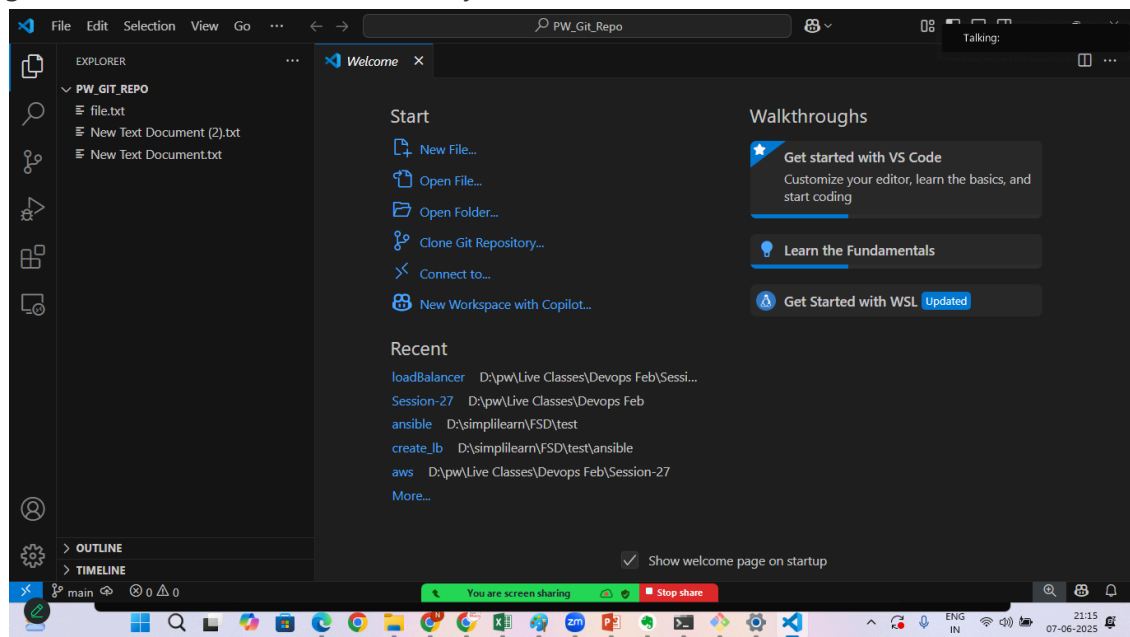 File Edit Selection View Go ··· PW_Git_Repo
Talking:
EXPLORER ··· Welcome
PW_GIT_REPO
file.txt
New Text Document (2).txt
New Text Document.txt
Start
New File...
Open File...
Open Folder...
Clone Git Repository...
Connect to...
New Workspace with Copilot...
Recent
loadBalancer D:\pw\Live Classes\Devops Feb\Sessi...
Session-27 D:\pw\Live Classes\Devops Feb
ansible D:\simplilearn\FSD\test
create_lb D:\simplilearn\FSD\test\ansible
aws D:\pw\Live Classes\Devops Feb\Session-27
More...
Walkthroughs
Get started with VS Code
Customize your editor, learn the basics, and
start coding
Learn the Fundamentals
Get Started with WSL Updated
Show welcome page on startup
OUTLINE
TIMELINE
main 0 0
You are screen sharing Stop share
zm
ENG
IN
21:15
07-06-2025